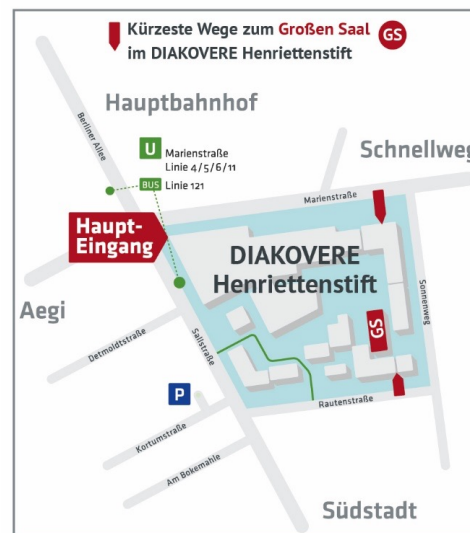 Kürzeste Wege zum Großen Saal GS
im DIAKOVERE Henriettenstift
Hauptbahnhof
Berliner Allee
U
Marienstraße
Linie 4/5/6/11
BUS Linie 121
Schnellweg
Marienstraße
Haupt-
Eingang
DIAKOVERE
Henriettenstift
Sonnenweg
Aegi
Sallstraße
GS
Detmoldtstraße
P
Rautenstraße
Kortumstraße
Am Bokemahle
Südstadt